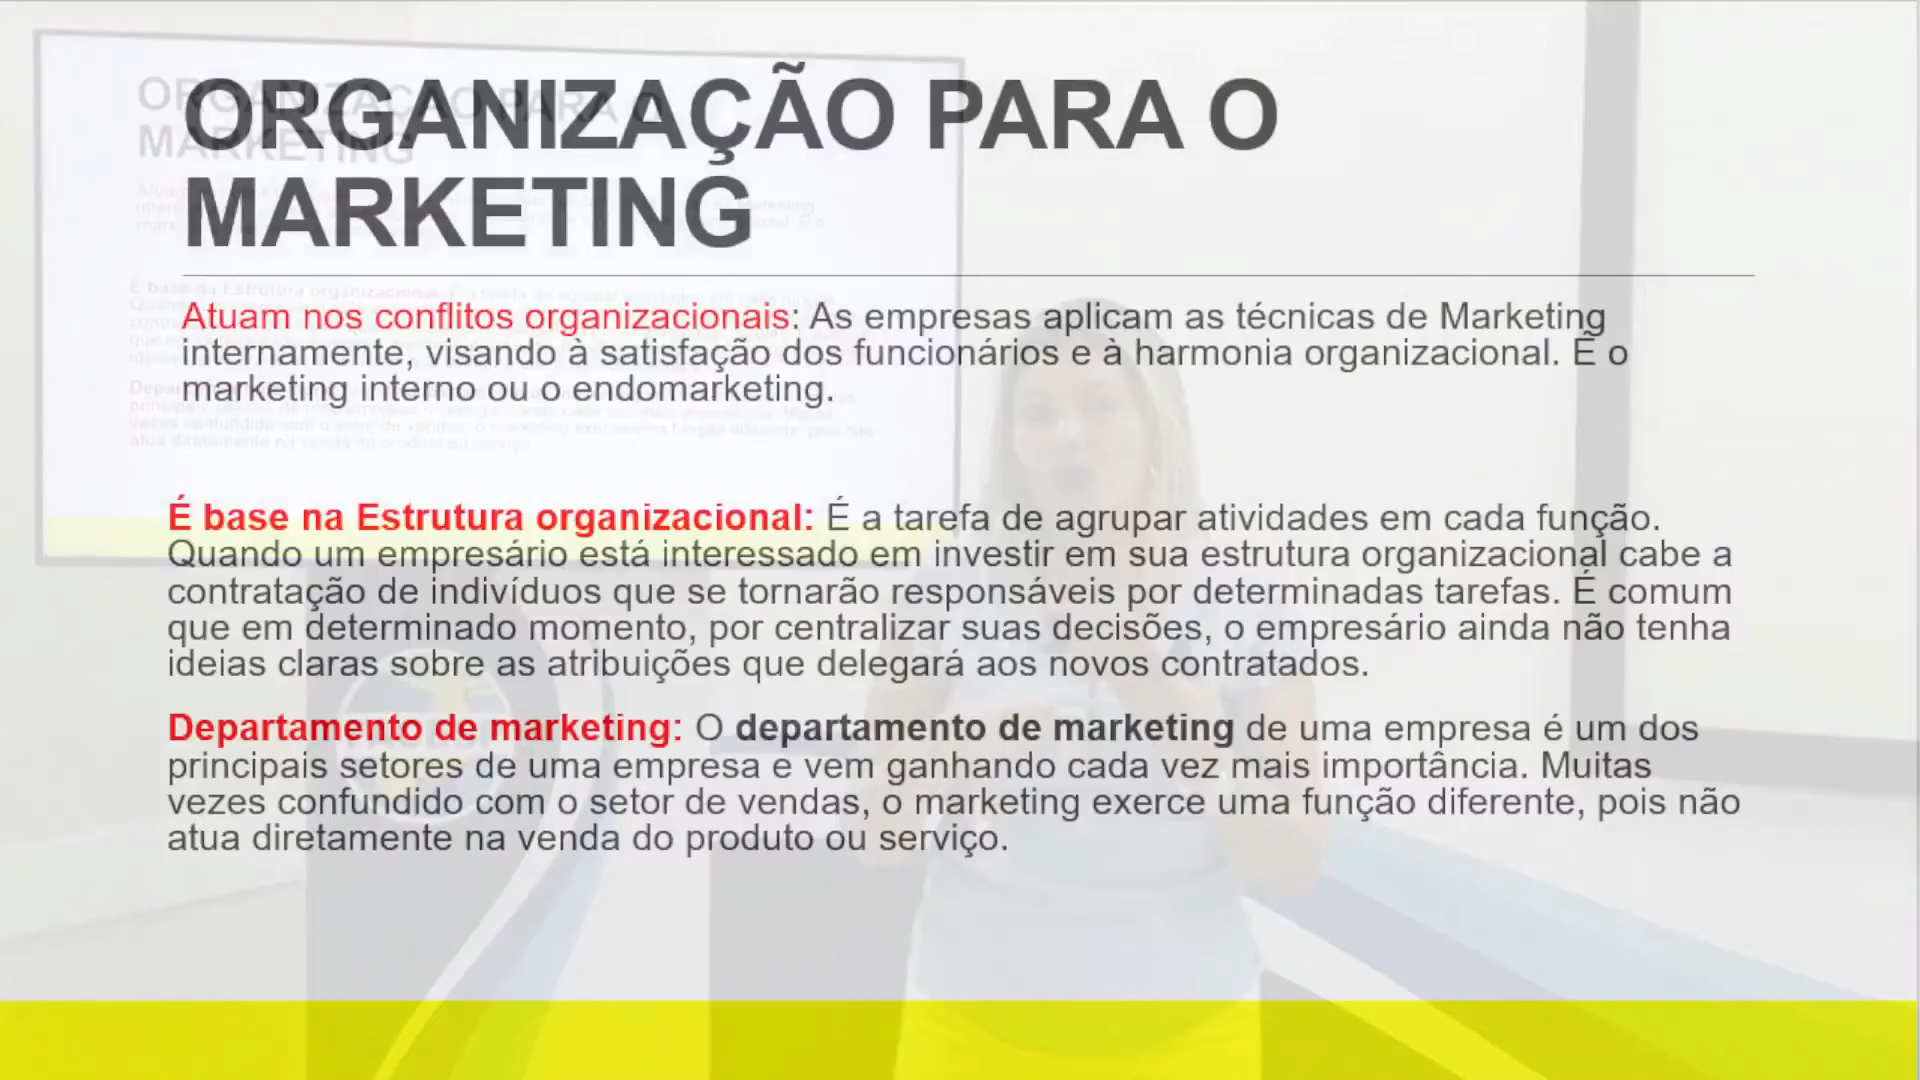 ORGANIZAÇÃO PARA O
MARKETING
Atuam nos conflitos organizacionais: As empresas aplicam as técnicas de Marketing
internamente, visando à satisfação dos funcionários e à harmonia organizacional. É o
marketing interno ou o endomarketing.
É base na Estrutura organizacional: É a tarefa de agrupar atividades em cada função.
Quando um empresário está interessado em investir em sua estrutura organizacional cabe a
contratação de indivíduos que se tornarão responsáveis por determinadas tarefas. É comum
que em determinado momento, por centralizar suas decisões, o empresário ainda não tenha
ideias claras sobre as atribuições que delegará aos novos contratados.
Departamento de marketing: O departamento de marketing de uma empresa é um dos
principais setores de uma empresa e vem ganhando cada vez mais importância. Muitas
vezes confundido com o setor de vendas, o marketing exerce uma função diferente, pois não
atua diretamente na venda do produto ou serviço.